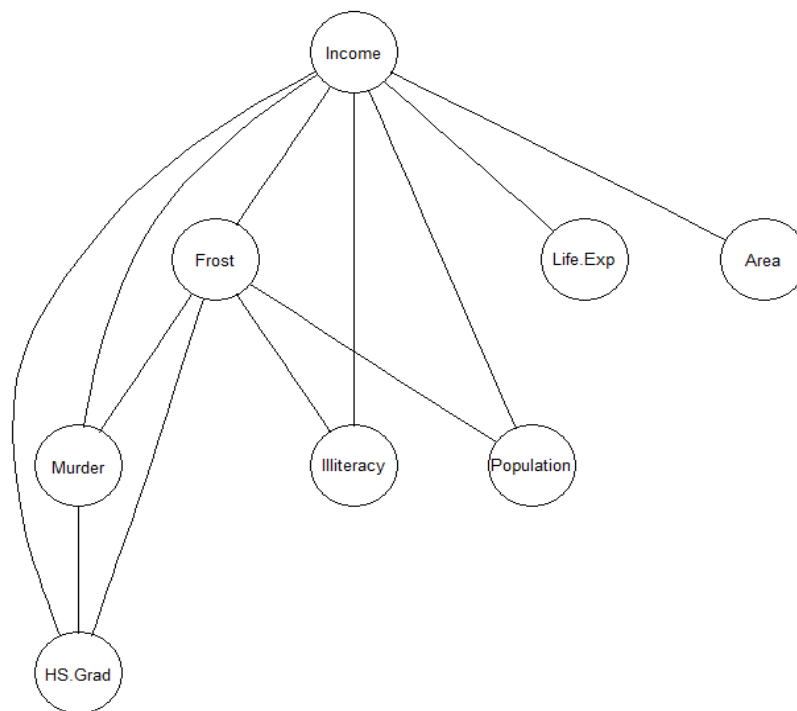 Income
Frost
Life.Exp
Area
Murder
Illiteracy
Population
HS.Grad